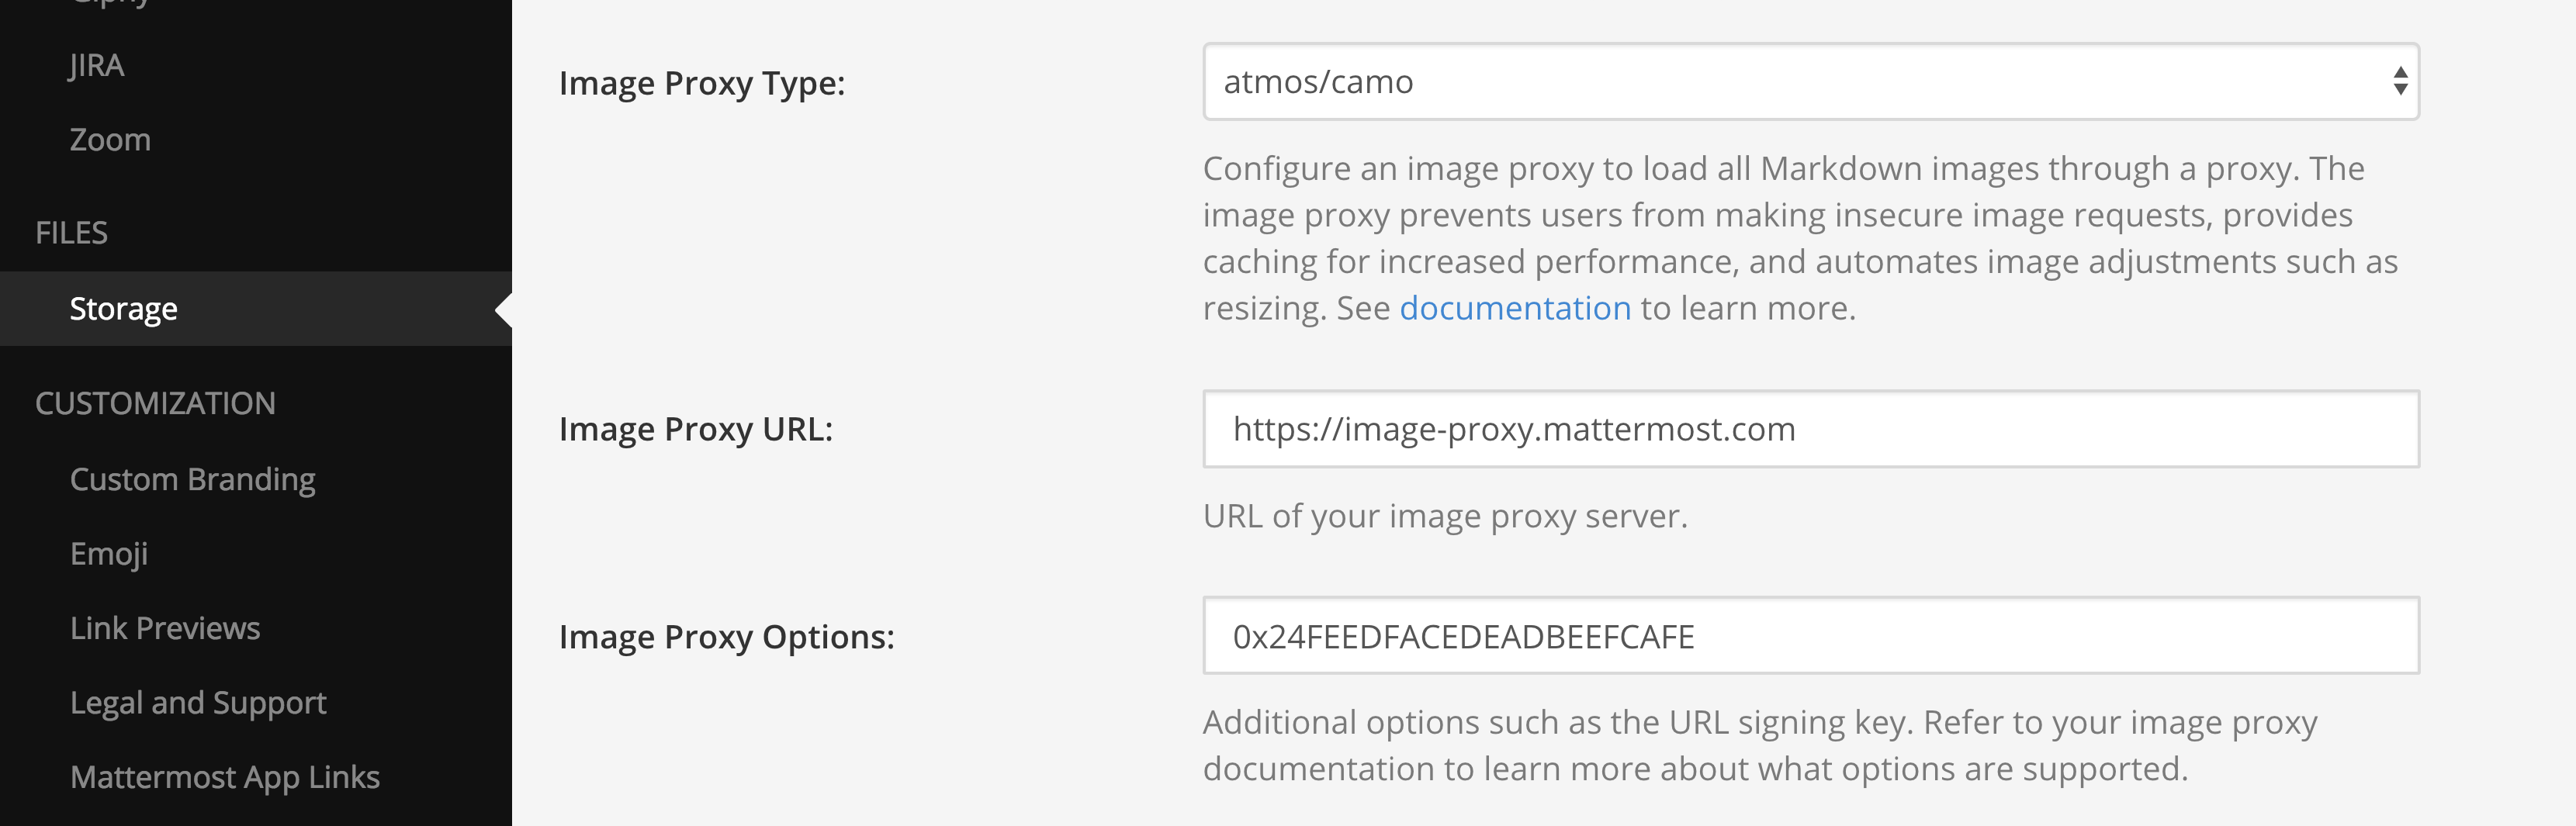 JIRA
Zoom
FILES
Storage
CUSTOMIZATION
Custom Branding
Emoji
Link Previews
Legal and Support
Mattermost App Links
Image Proxy Type:
atmos/camo
Configure an image proxy to load all Markdown images through a proxy. The
image proxy prevents users from making insecure image requests, provides
caching for increased performance, and automates image adjustments such as
resizing. See documentation to learn more.
Image Proxy URL:
https://image-proxy.mattermost.com
URL of your image proxy server.
Image Proxy Options:
0x24FEEDFACEDEADBEEFCAFE
Additional options such as the URL signing key. Refer to your image proxy
documentation to learn more about what options are supported.